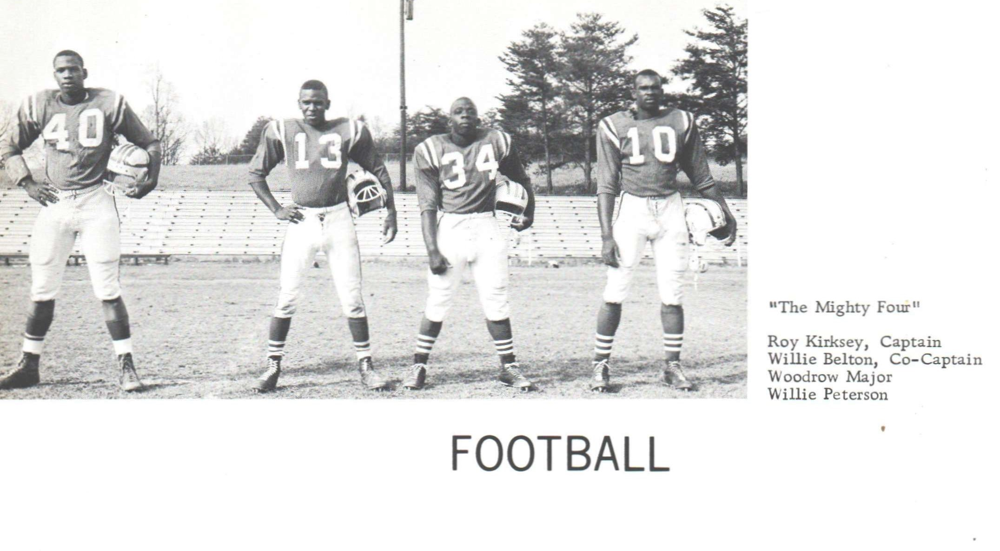 40 13 34 10
"The Mighty Four"
Roy Kirksey, Captain
Willie Belton, Co-Captain
Woodrow Major
Willie Peterson
FOOTBALL